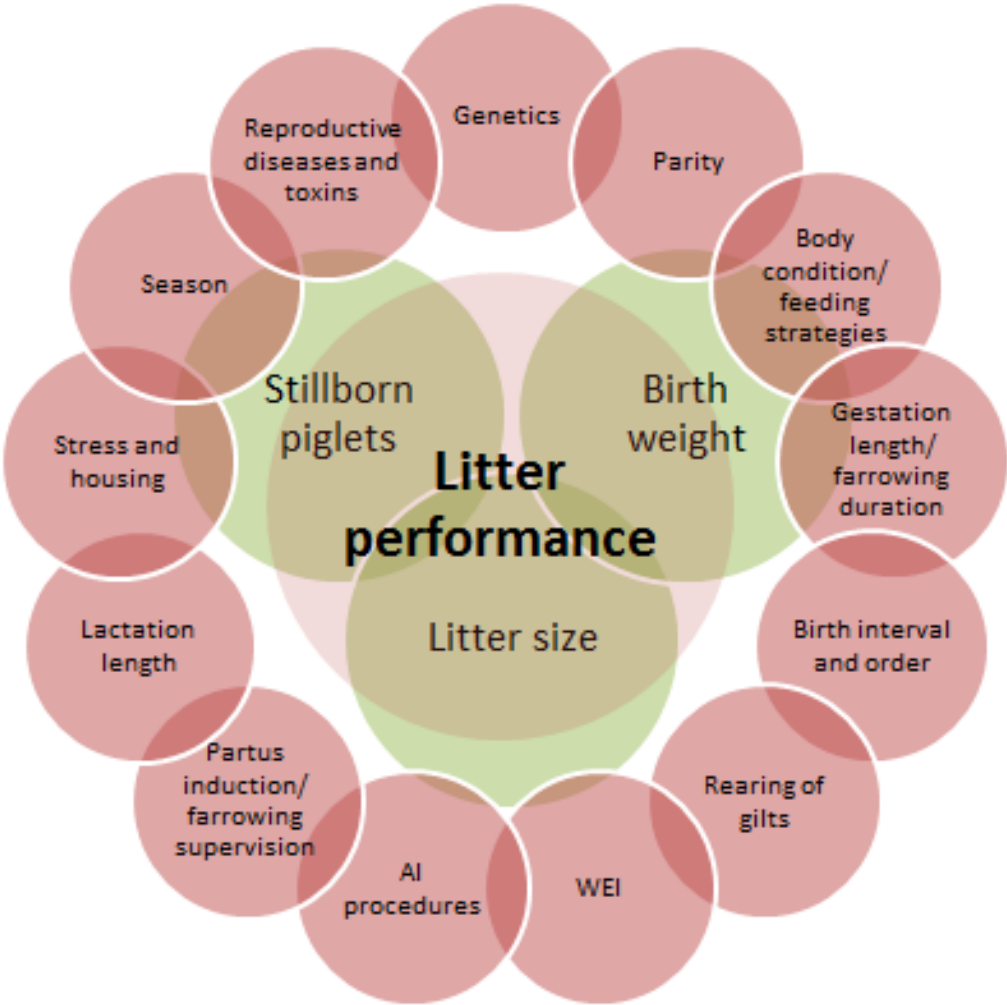 Genetics
Parity
Body
condition/
feeding
strategies
Gestation
length/
farrowing
duration
Birth interval
and order
Rearing of
gilts
WEI
AI
procedures
Partus
induction/
farrowing
supervision
Lactation
length
Stress and
housing
Season
Reproductive
diseases and
toxins
Stillborn
piglets
Birth
weight
Litter
performance
Litter size